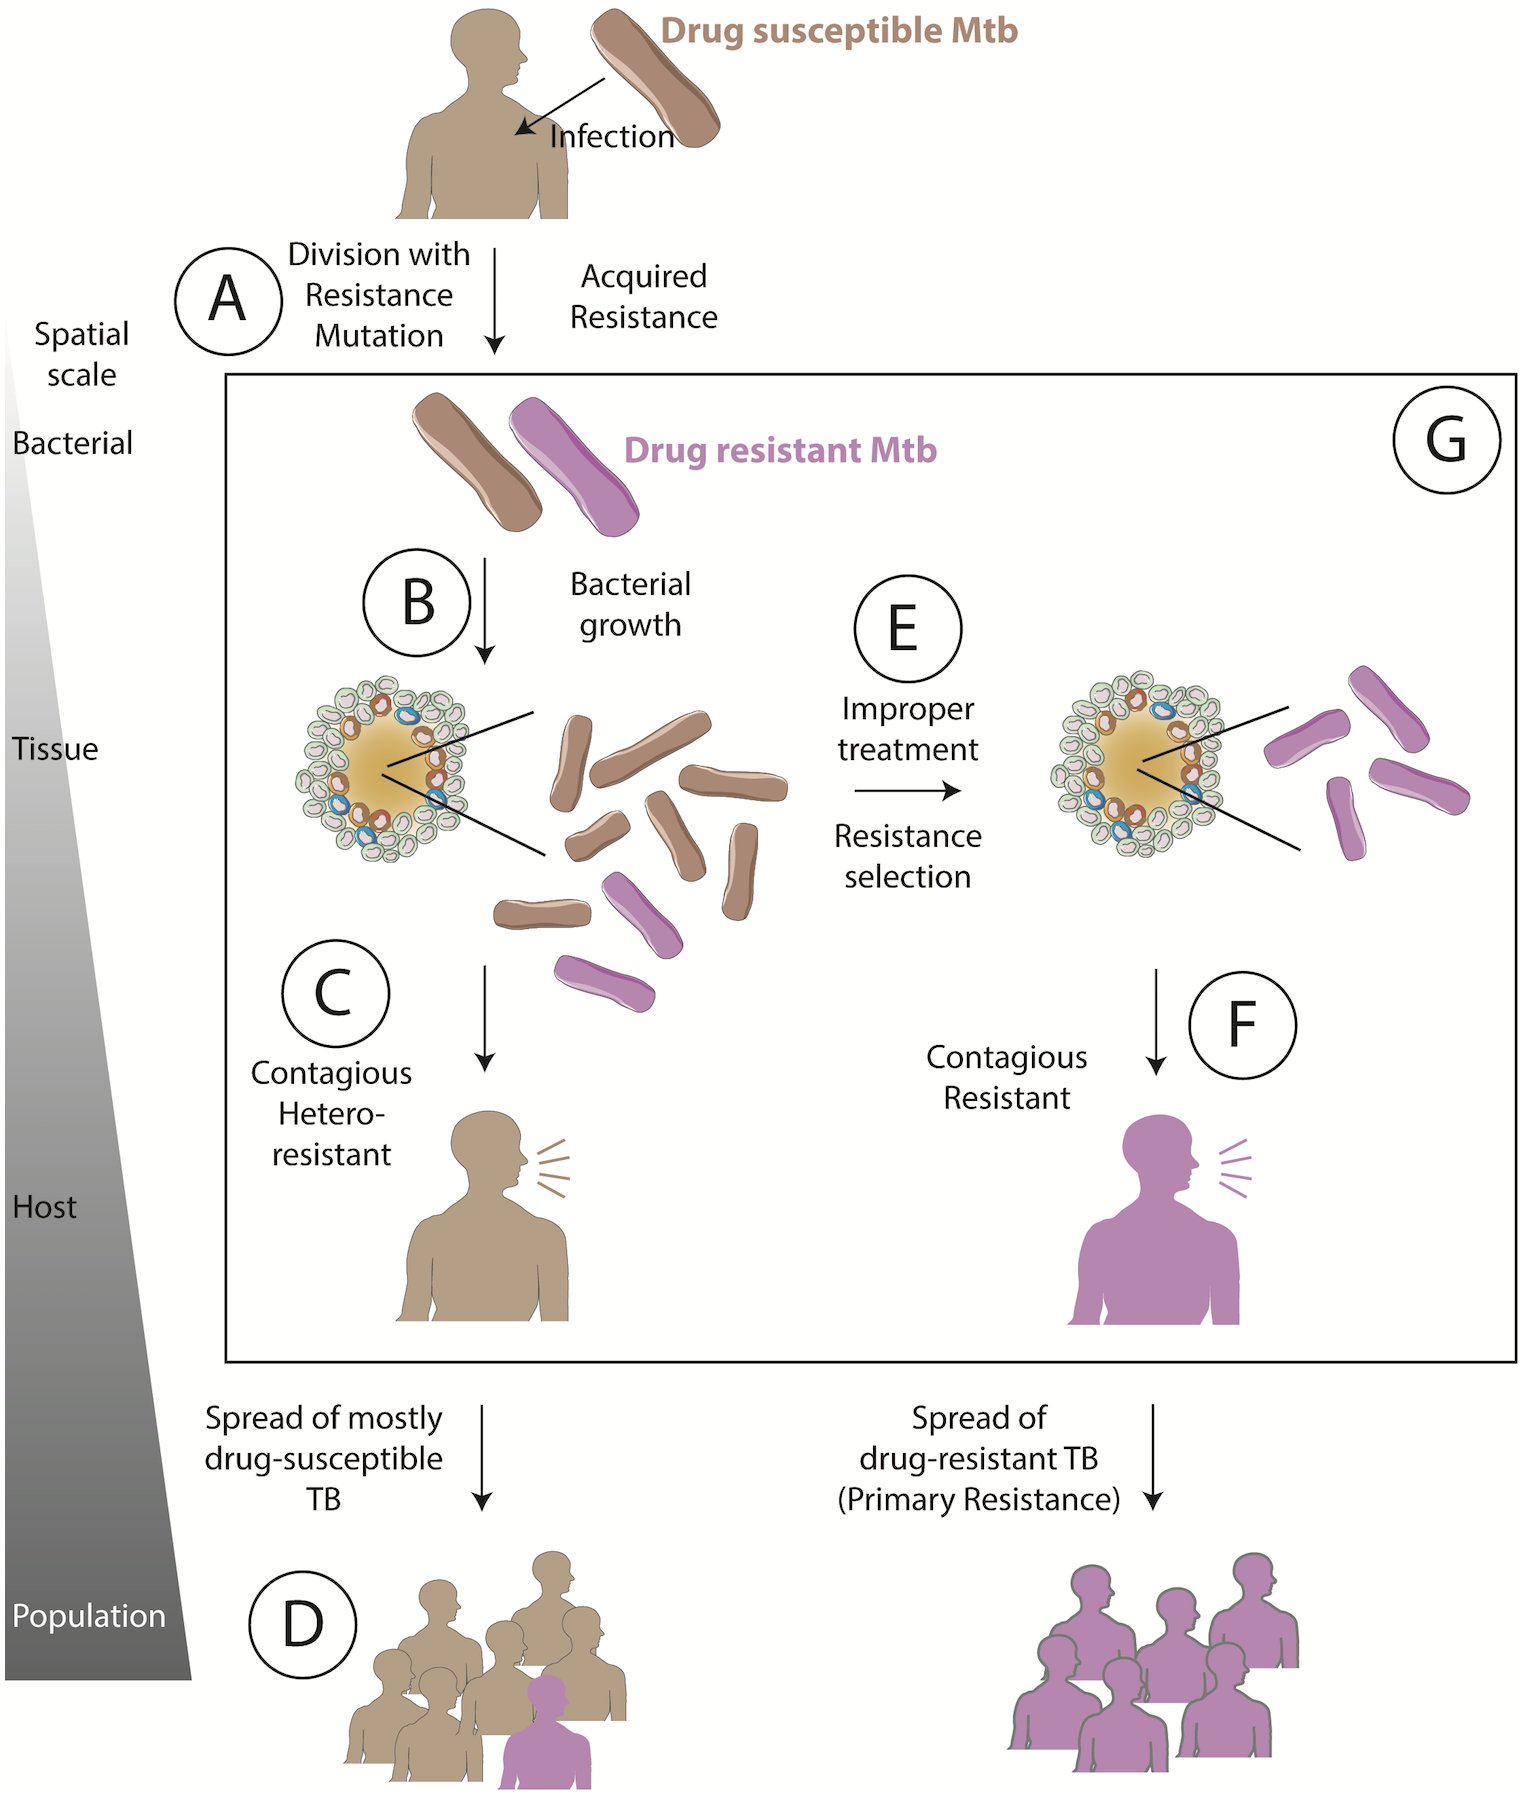 Drug susceptible Mtb
Infection
A
Division with
Resistance
Mutation
Acquired
Resistance
Spatial
scale
Bacterial
Drug resistant Mtb
G
B
Bacterial
growth
E
Improper
treatment
Resistance
selection
Tissue
C
Contagious
Hetero-
resistant
F
Contagious
Resistant
Host
Spread of mostly
drug-susceptible
TB
Spread of
drug-resistant TB
(Primary Resistance)
Population
D